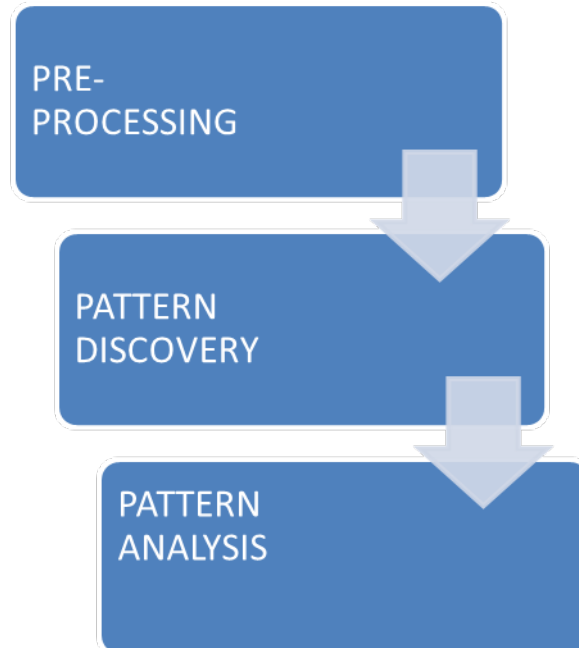 PRE-
PROCESSING
PATTERN
DISCOVERY
PATTERN
ANALYSIS